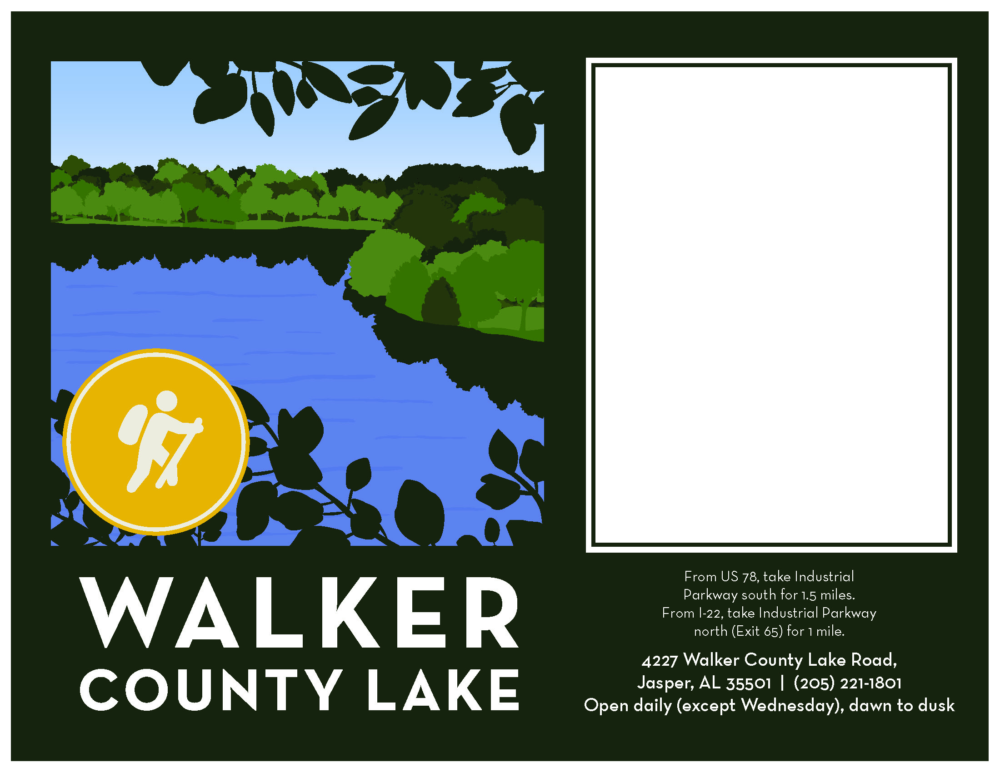 WALKER
COUNTY LAKE
From US 78, take Industrial
Parkway south for 1.5 miles.
From I-22, take Industrial Parkway
north (Exit 65) for 1 mile.
4227 Walker County Lake Road,
Jasper, AL 35501 | (205) 221-1801
Open daily (except Wednesday), dawn to dusk